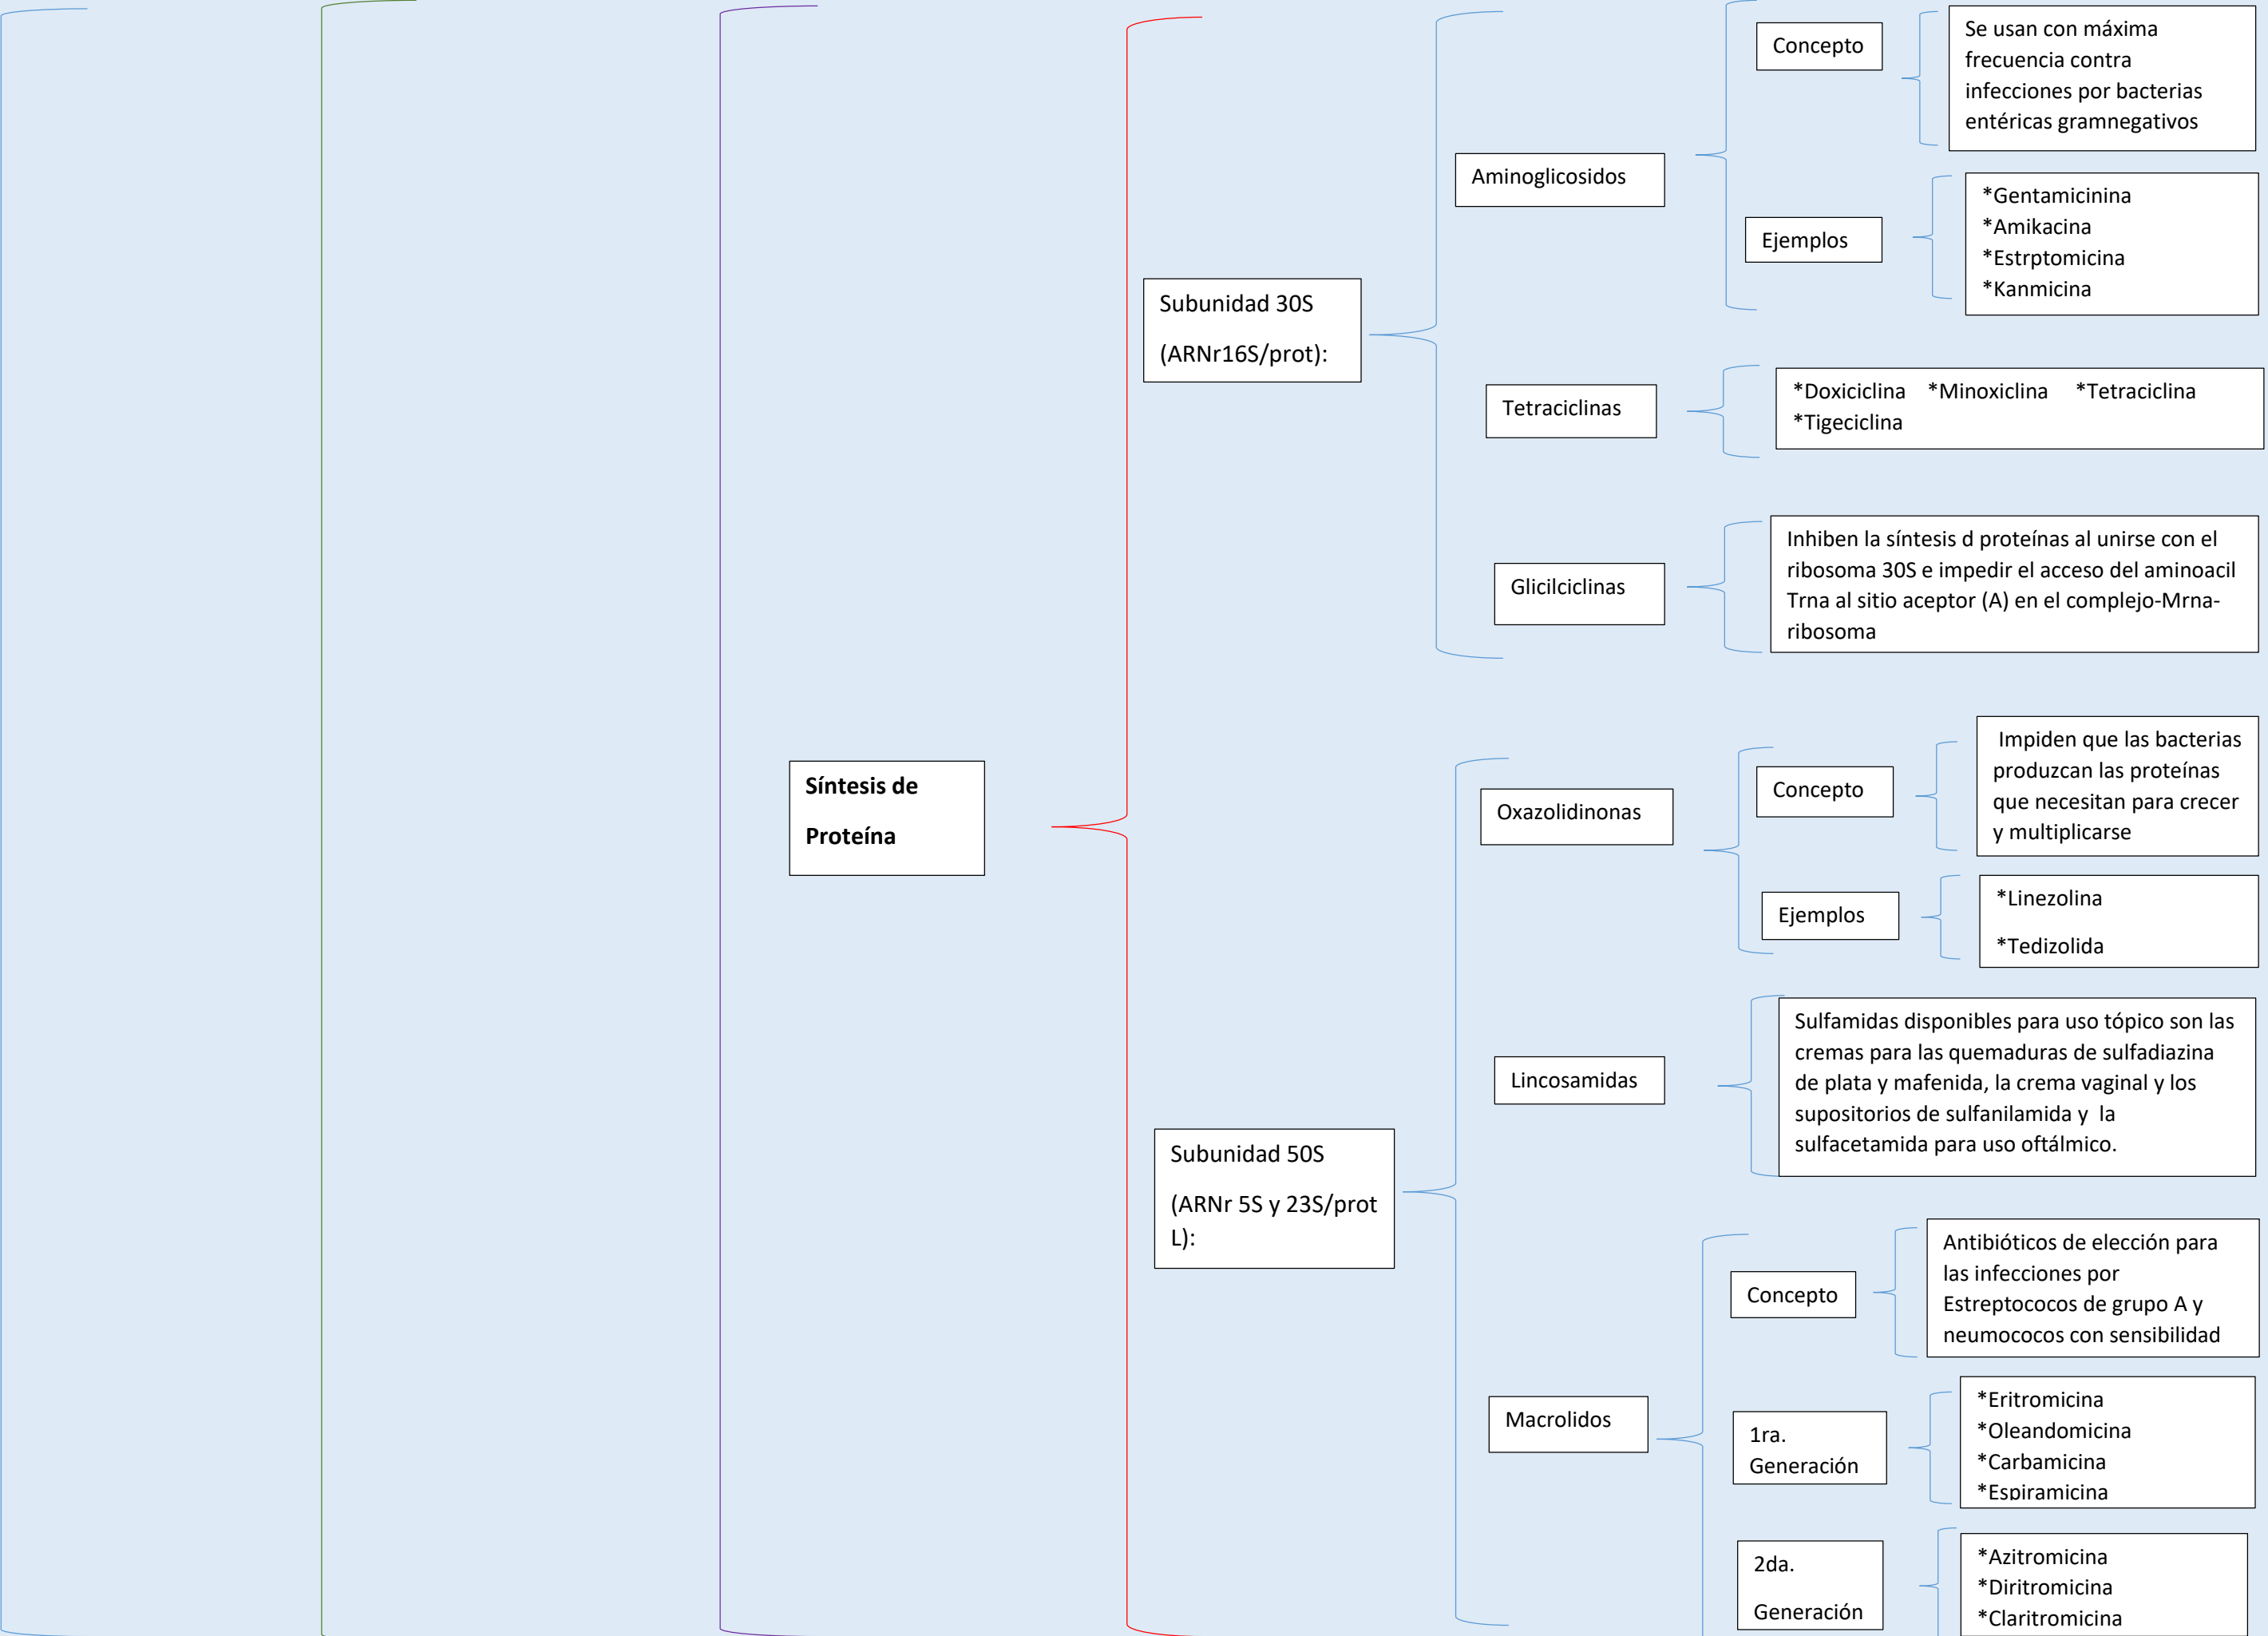 Síntesis de
Proteína
Subunidad 30S
(ARNr16S/prot):
Aminoglicosidos
Concepto
Se usan con máxima
frecuencia contra
infecciones por bacterias
entéricas gramnegativos
Ejemplos
*Gentamicinina
*Amikacina
*Estrptomicina
*Kanmicina
Tetraciclinas
*Doxiciclina *Minoxiclina *Tetraciclina
*Tigeciclina
Glicilciclinas
Inhiben la síntesis d proteínas al unirse con el
ribosoma 30S e impedir el acceso del aminoacil
Trna al sitio aceptor (A) en el complejo-Mrna-
ribosoma
Subunidad 50S
(ARNr 5S y 23S/prot
L):
Oxazolidinonas
Concepto
Impiden que las bacterias
produzcan las proteínas
que necesitan para crecer
y multiplicarse
Ejemplos
*Linezolina
*Tedizolida
Lincosamidas
Sulfamidas disponibles para uso tópico son las
cremas para las quemaduras de sulfadiazina
de plata y mafenida, la crema vaginal y los
supositorios de sulfanilamida y la
sulfacetamida para uso oftálmico.
Macrolidos
Concepto
Antibióticos de elección para
las infecciones por
Estreptococos de grupo A y
neumococos con sensibilidad
1ra.
Generación
*Eritromicina
*Oleandomicina
*Carbamicina
*Espiramicina
2da.
Generación
*Azitromicina
*Diritromicina
*Claritromicina